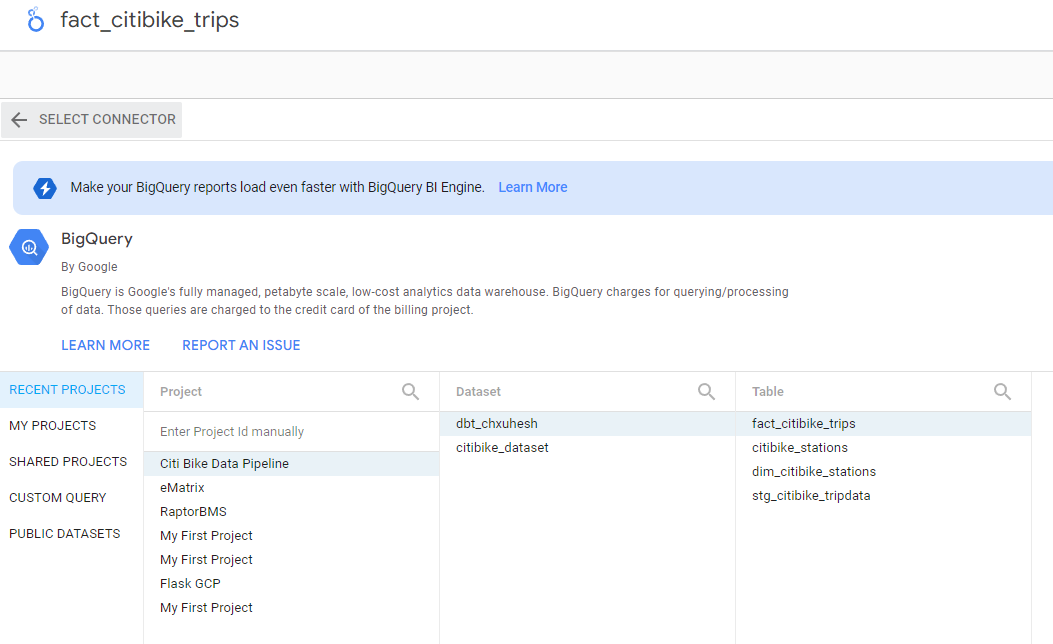 fact_citibike_trips
SELECT CONNECTOR
Make your BigQuery reports load even faster with BigQuery BI Engine. Learn More
BigQuery
By Google
BigQuery is Google's fully managed, petabyte scale, low-cost analytics data warehouse. BigQuery charges for querying/processing
of data. Those queries are charged to the credit card of the billing project.
LEARN MORE REPORT AN ISSUE
RECENT PROJECTS
MY PROJECTS
SHARED PROJECTS
CUSTOM QUERY
PUBLIC DATASETS
Project
Enter Project Id manually
Citi Bike Data Pipeline
eMatrix
RaptorBMS
My First Project
My First Project
Flask GCP
My First Project
Dataset
dbt_chxuhesh
citibike_dataset
Table
fact_citibike_trips
citibike_stations
dim_citibike_stations
stg_citibike_tripdata